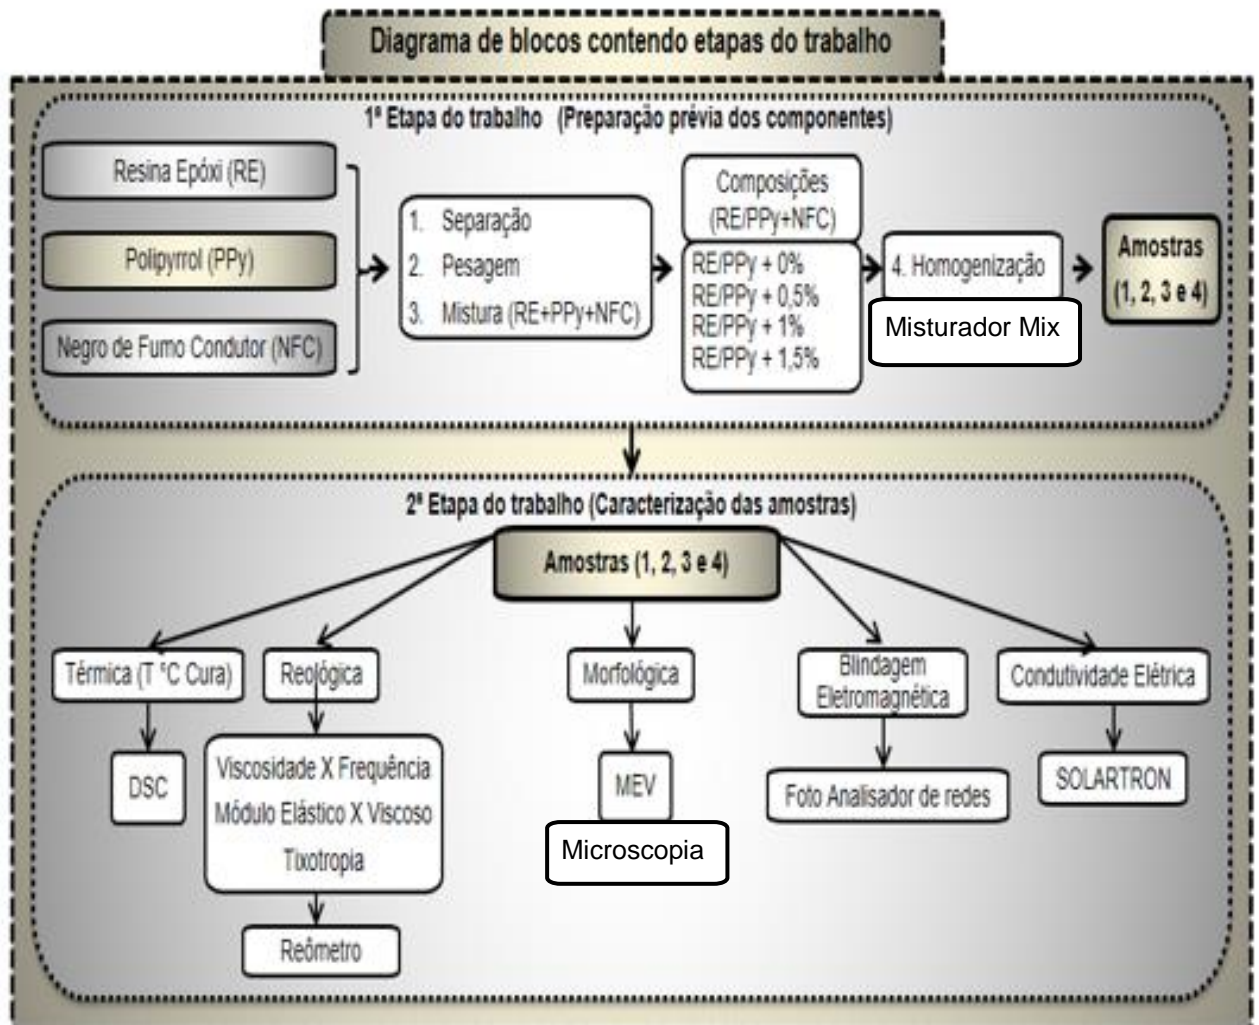 Diagrama de blocos contendo etapas do trabalho
1ª Etapa do trabalho (Preparação prévia dos componentes)
Resina Epóxi (RE)
Polipyrrol (PPy)
Negro de Fumo Condutor (NFC)
1. Separação
2. Pesagem
3. Mistura (RE+PPy+NFC)
Composições
(RE/PPy+NFC)
RE/PPy + 0%
RE/PPy + 0,5%
RE/PPy + 1%
RE/PPy + 1,5%
4. Homogenização
Misturador Mix
Amostras
(1, 2, 3 e 4)
2ª Etapa do trabalho (Caracterização das amostras)
Amostras (1, 2, 3 e 4)
Térmica (T °C Cura)
DSC
Reológica
Viscosidade X Frequência
Módulo Elástico X Viscoso
Tixotropia
Reômetro
Morfológica
MEV
Microscopia
Blindagem
Eletromagnética
Foto Analisador de redes
Condutividade Elétrica
SOLARTRON